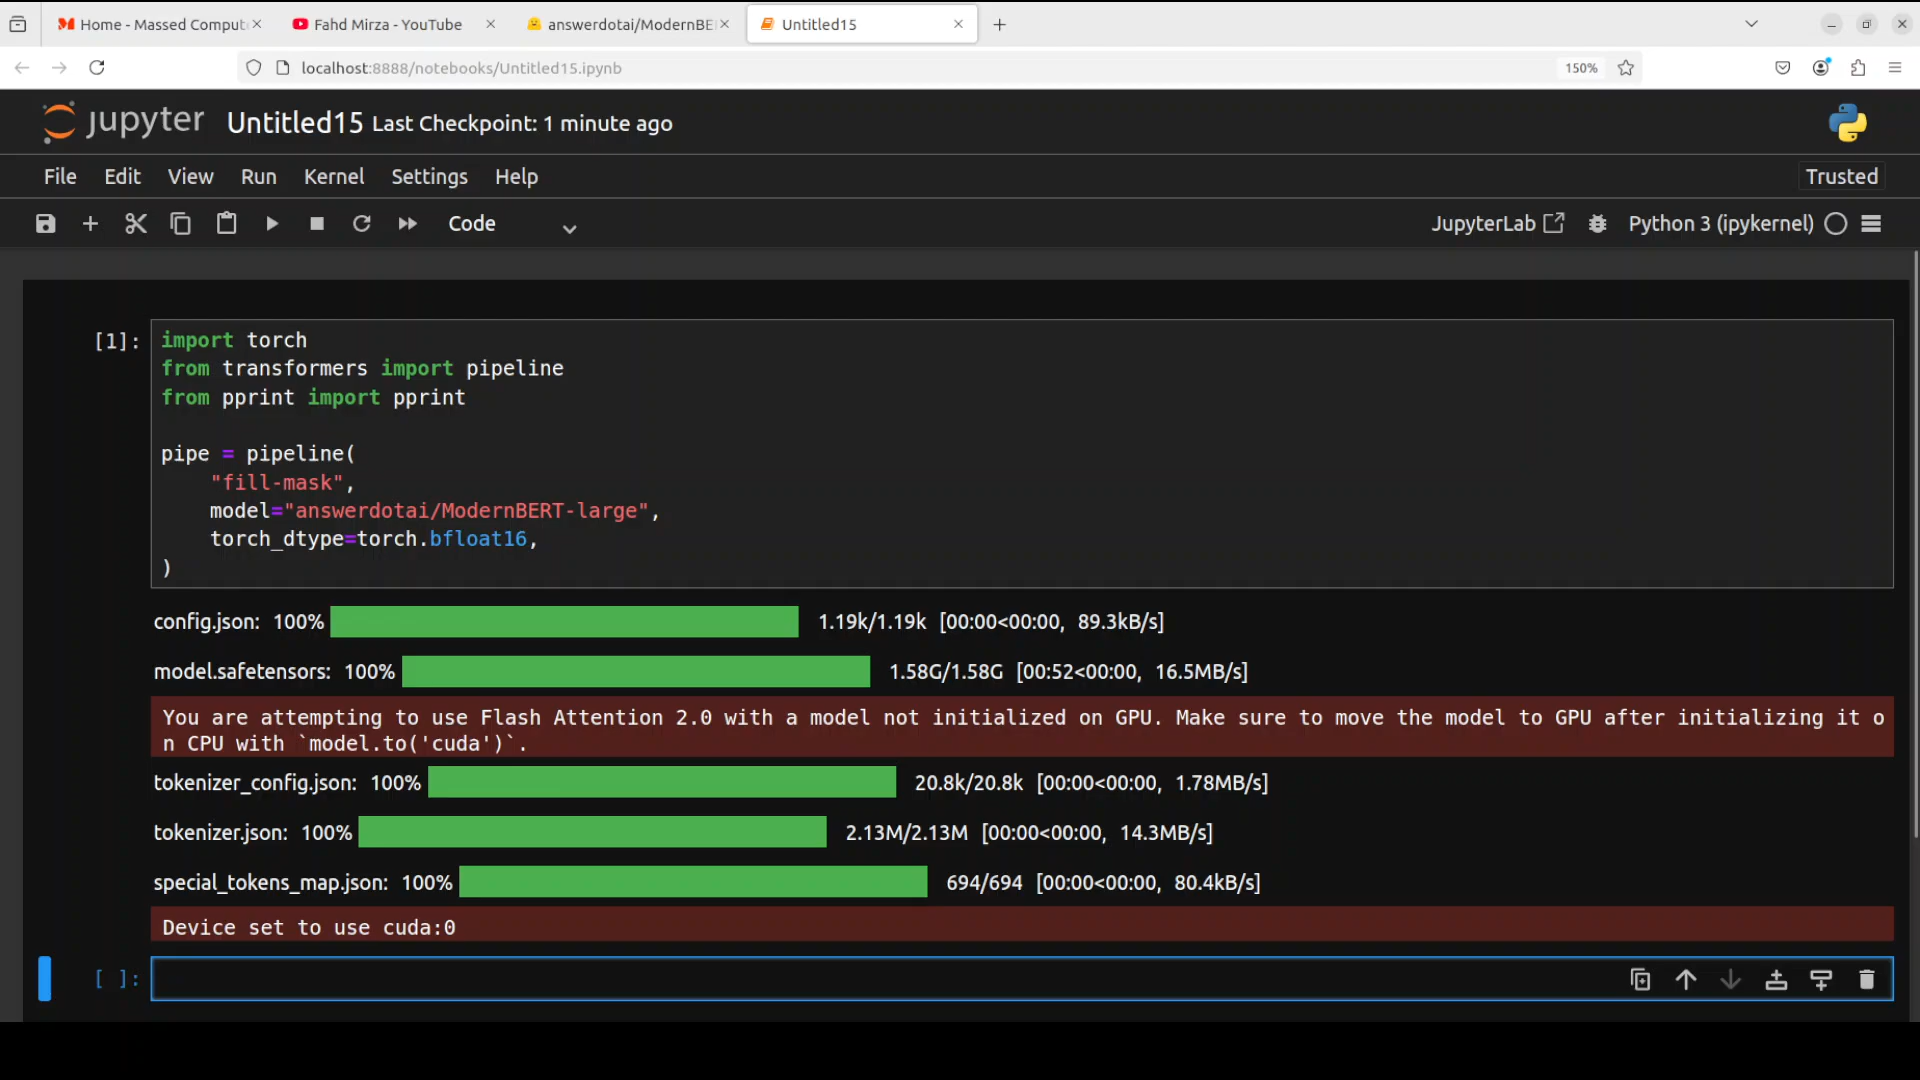 Home - Massed Comput
Fahd Mirza - YouTube
answerdotai/ModernBE
Untitled15
localhost:8888/notebooks/Untitled15.ipynb
150%
jupyter Untitled15 Last Checkpoint: 1 minute ago
File Edit View Run Kernel Settings Help
Trusted
Code
JupyterLab
Python 3 (ipykernel)
[1]:
import torch
from transformers import pipeline
from pprint import pprint
pipe = pipeline(
"fill-mask",
model="answerdotai/ModernBERT-large",
torch_dtype=torch.bfloat16,
)
config.json: 100% 1.19k/1.19k [00:00<00:00, 89.3kB/s]
model.safetensors: 100% 1.58G/1.58G [00:52<00:00, 16.5MB/s]
You are attempting to use Flash Attention 2.0 with a model not initialized on GPU. Make sure to move the model to GPU after initializing it o
n CPU with `model.to('cuda')`.
tokenizer_config.json: 100% 20.8k/20.8k [00:00<00:00, 1.78MB/s]
tokenizer.json: 100% 2.13M/2.13M [00:00<00:00, 14.3MB/s]
special_tokens_map.json: 100% 694/694 [00:00<00:00, 80.4kB/s]
Device set to use cuda:0
[ ]: